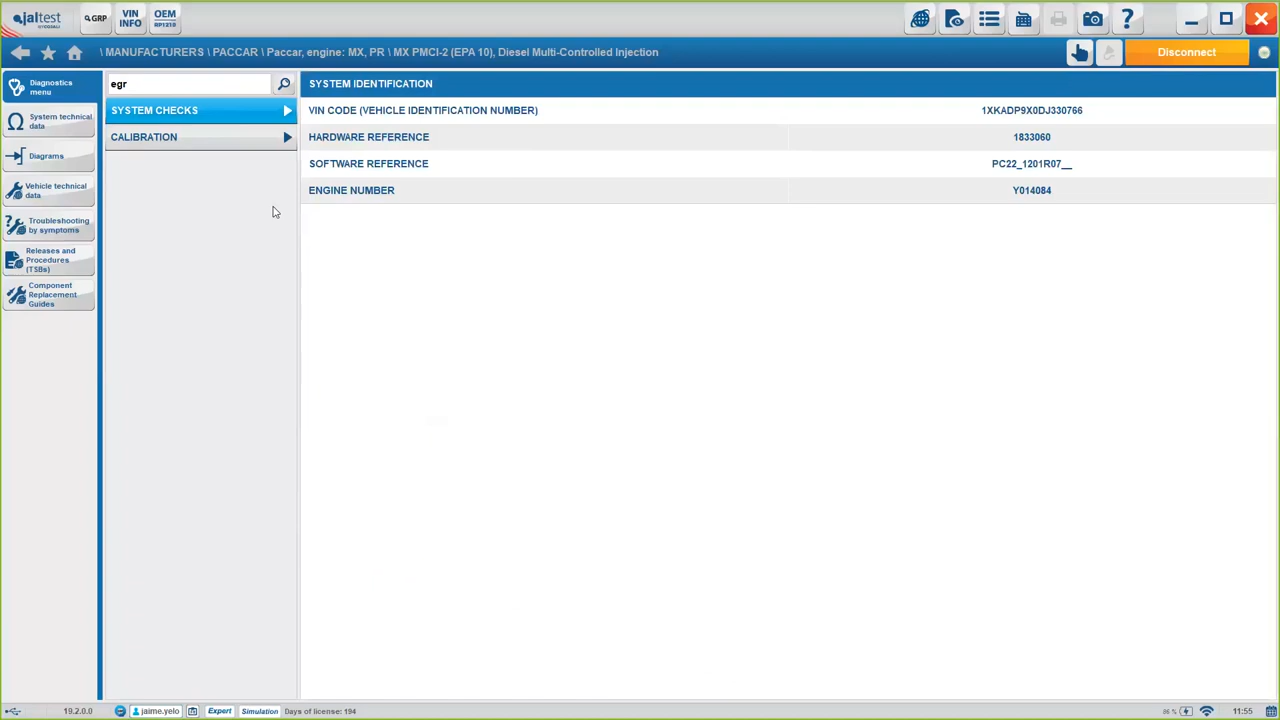 jaltest
GRP
VIN
INFO
OEM
RP1210
\ MANUFACTURERS \ PACCAR \ Paccar, engine: MX, PR \ MX PMCI-2 (EPA 10), Diesel Multi-Controlled Injection
Disconnect
Diagnostics
menu
System technical
data
Diagrams
Vehicle technical
data
Troubleshooting
by symptoms
Releases and
Procedures
(TSBs)
Component
Replacement
Guides
egr
SYSTEM CHECKS
CALIBRATION
SYSTEM IDENTIFICATION
VIN CODE (VEHICLE IDENTIFICATION NUMBER) 1XKADP9X0DJ330766
HARDWARE REFERENCE 1833060
SOFTWARE REFERENCE PC22_1201R07__
ENGINE NUMBER Y014084
19.2.0.0 jaime.yelo Expert Simulation Days of license: 194 11:55